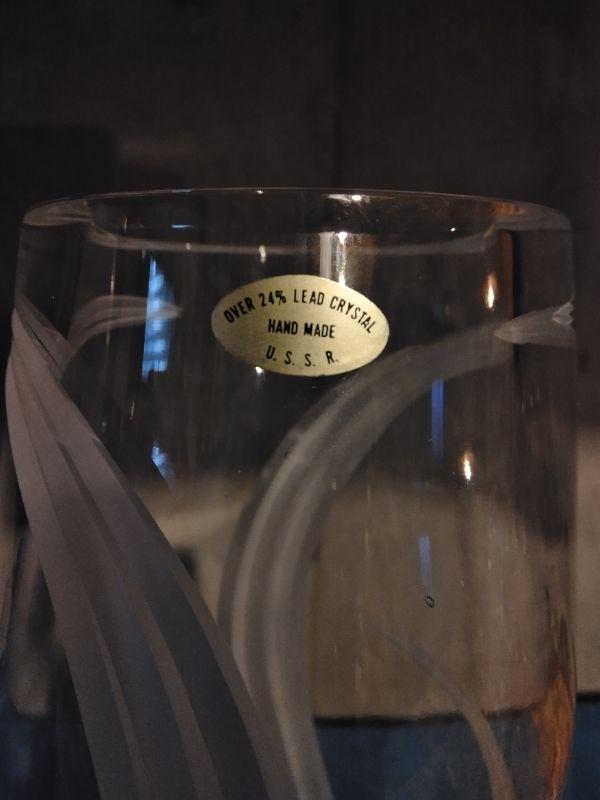 OVER 24% LEAD CRYSTAL
HAND MADE
U. S. S. R.